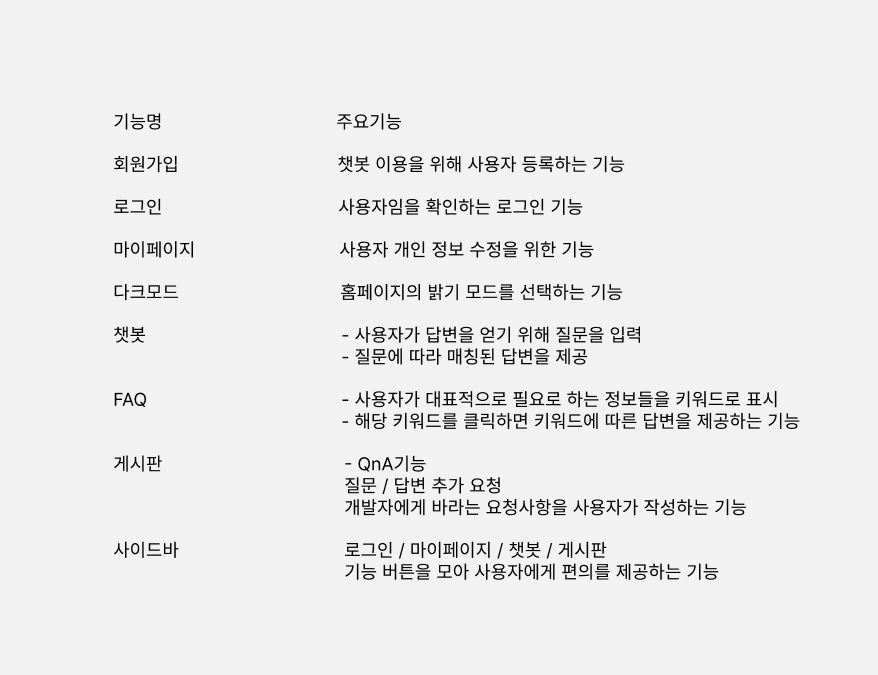 기능명 주요기능
회원가입 챗봇 이용을 위해 사용자 등록하는 기능
로그인 사용자임을 확인하는 로그인 기능
마이페이지 사용자 개인 정보 수정을 위한 기능
다크모드 홈페이지의 밝기 모드를 선택하는 기능
챗봇 - 사용자가 답변을 얻기 위해 질문을 입력
- 질문에 따라 매칭된 답변을 제공
FAQ - 사용자가 대표적으로 필요로 하는 정보들을 키워드로 표시
- 해당 키워드를 클릭하면 키워드에 따른 답변을 제공하는 기능
게시판 - QnA기능
질문 / 답변 추가 요청
개발자에게 바라는 요청사항을 사용자가 작성하는 기능
사이드바 로그인 / 마이페이지 / 챗봇 / 게시판
기능 버튼을 모아 사용자에게 편의를 제공하는 기능